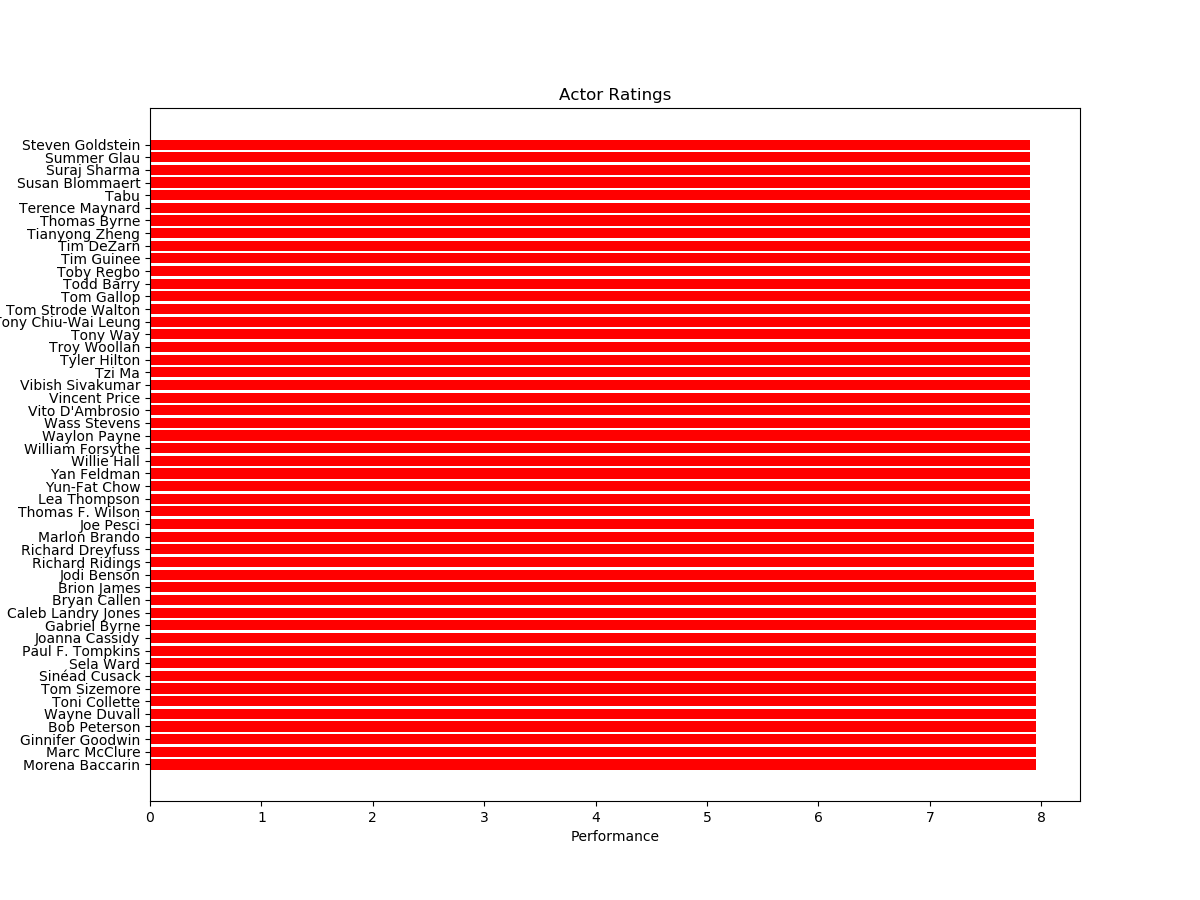 Actor Ratings
Steven Goldstein
Summer Glau
Suraj Sharma
Susan Blommaert
Tabu
Terence Maynard
Thomas Byrne
Tianyong Zheng
Tim DeZarn
Tim Guinee
Toby Regbo
Todd Barry
Tom Gallop
Tom Strode Walton
Tony Chiu-Wai Leung
Tony Way
Troy Woollan
Tyler Hilton
Tzi Ma
Vibish Sivakumar
Vincent Price
Vito D'Ambrosio
Wass Stevens
Waylon Payne
William Forsythe
Willie Hall
Yan Feldman
Yun-Fat Chow
Lea Thompson
Thomas F. Wilson
Joe Pesci
Marlon Brando
Richard Dreyfuss
Richard Ridings
Jodi Benson
Brion James
Bryan Callen
Caleb Landry Jones
Gabriel Byrne
Joanna Cassidy
Paul F. Tompkins
Sela Ward
Sinéad Cusack
Tom Sizemore
Toni Collette
Wayne Duvall
Bob Peterson
Ginnifer Goodwin
Marc McClure
Morena Baccarin
0 1 2 3 4 5 6 7 8
Performance